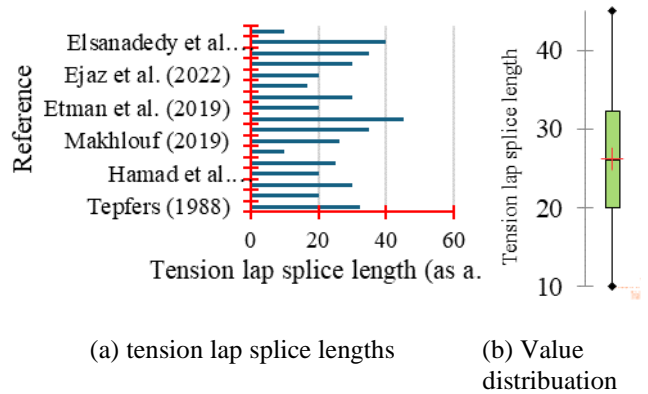 Reference
Elsanadedy et al...
Ejaz et al. (2022)
Etman et al. (2019)
Makhlouf (2019)
Hamad et al...
Tepfers (1988)
0 20 40 60
Tension lap splice length (as a.
(a) tension lap splice lengths
Tension lap splice length
40
30
20
10
(b) Value
distribuation